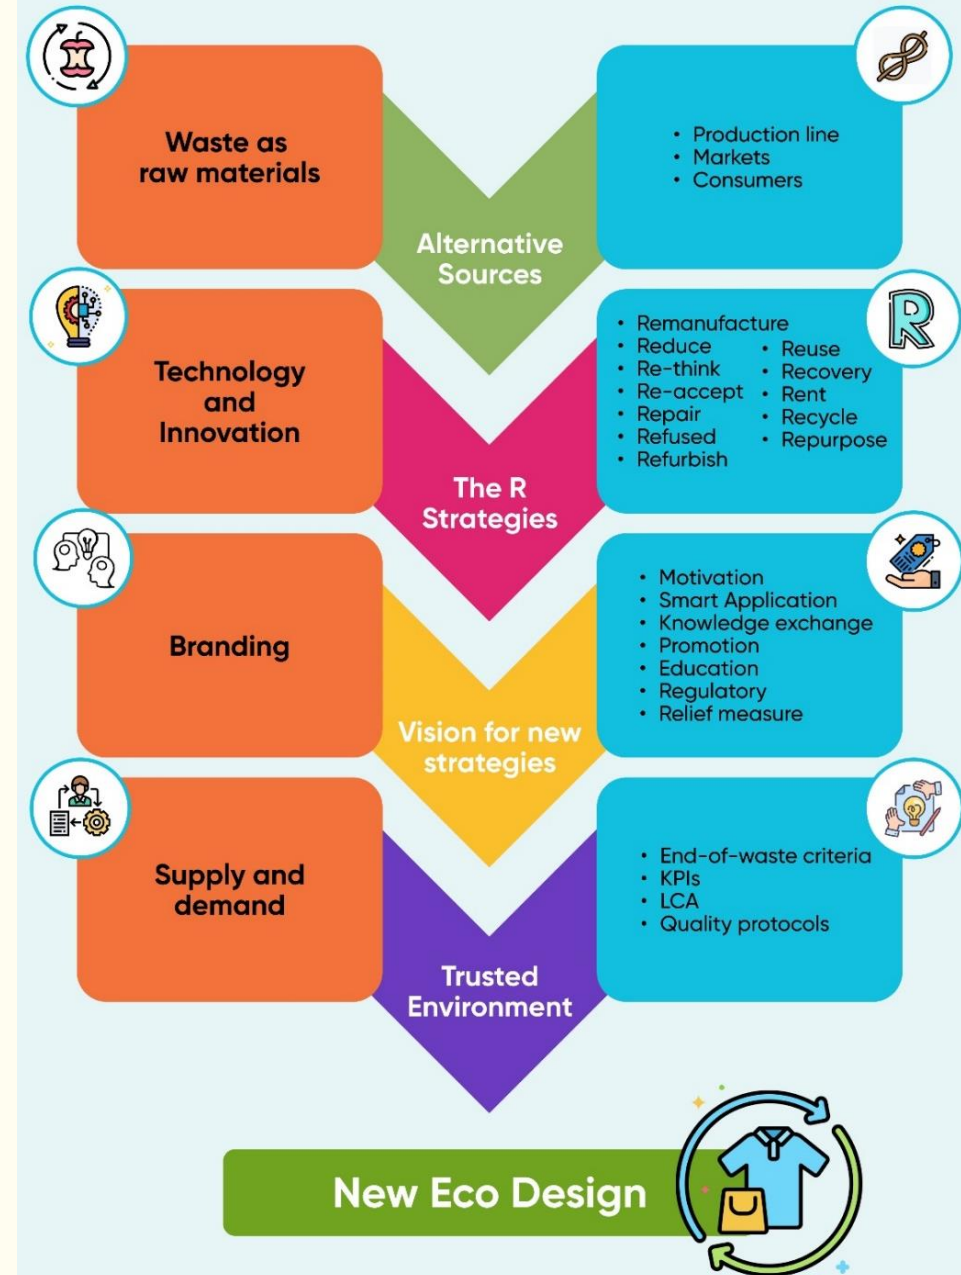 Waste as
raw materials
Alternative
Sources
• Production line
• Markets
• Consumers
Technology
and
Innovation
The R
Strategies
R
• Remanufacture
• Reduce
• Re-think
• Re-accept
• Repair
• Refused
• Refurbish
• Reuse
• Recovery
• Rent
• Recycle
• Repurpose
Branding
Vision for new
strategies
• Motivation
• Smart Application
• Knowledge exchange
• Promotion
• Education
• Regulatory
• Relief measure
Supply and
demand
Trusted
Environment
• End-of-waste criteria
• KPIs
• LCA
• Quality protocols
New Eco Design